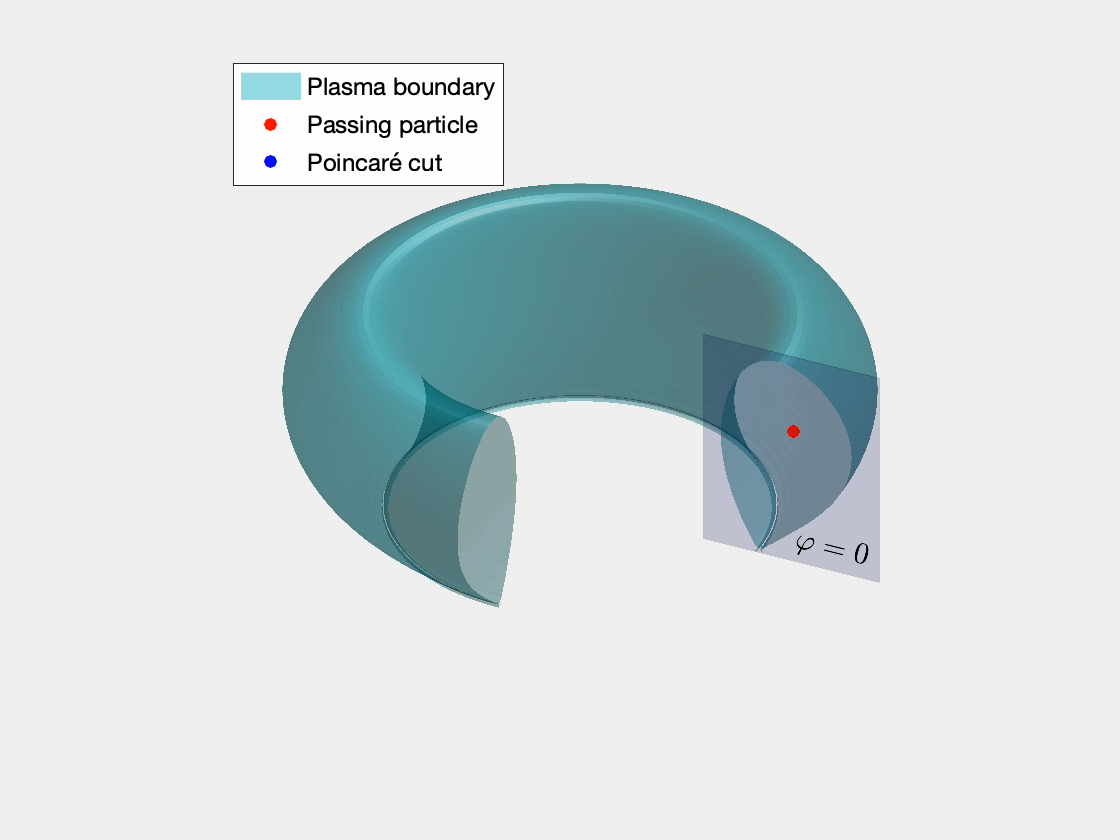 Plasma boundary
Passing particle
Poincaré cut
φ = 0